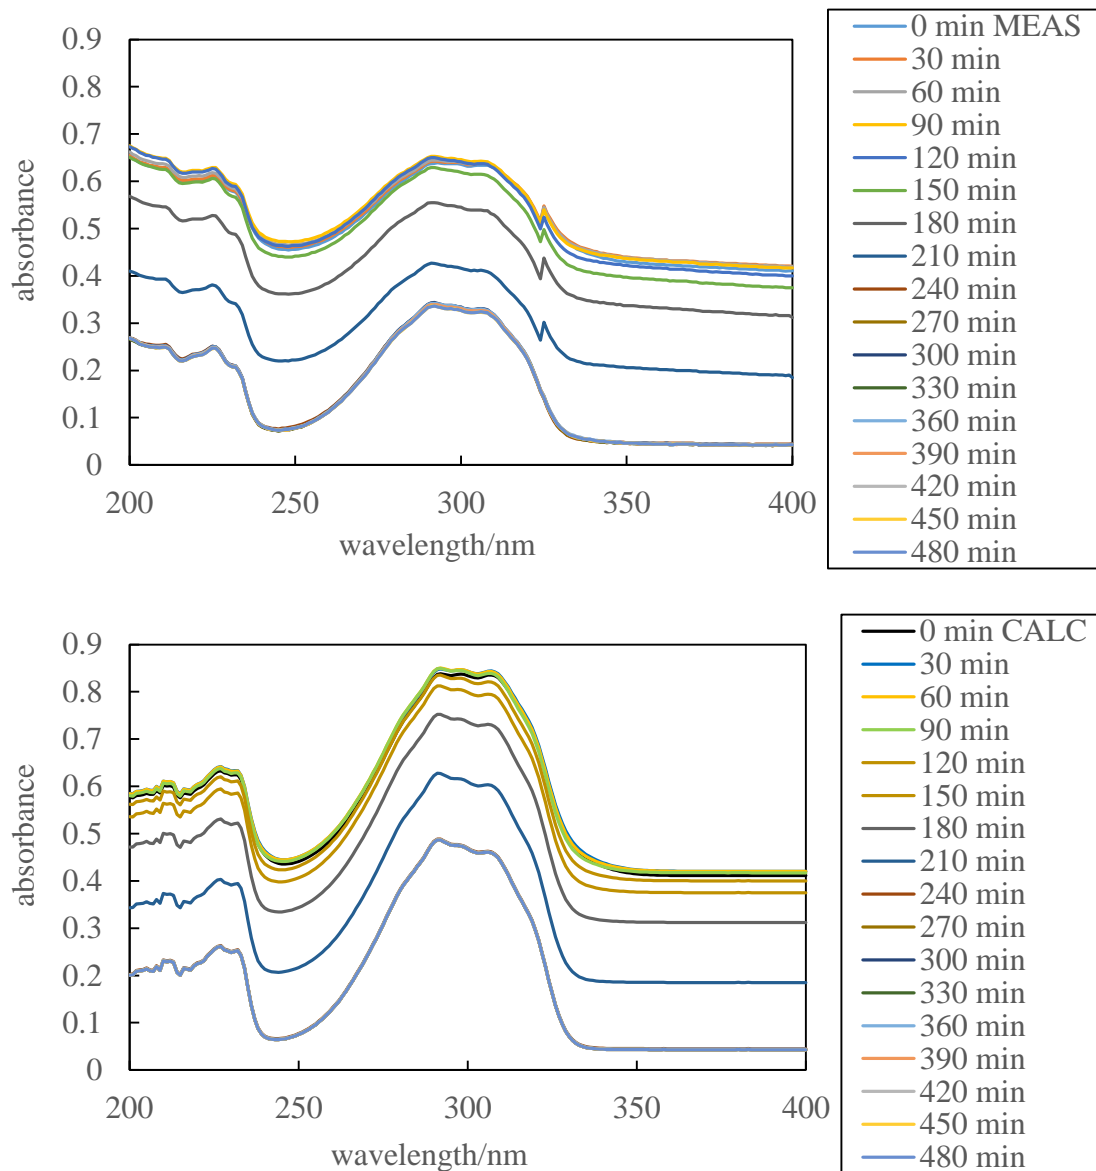 0.9
0.8
0.7
0.6
0.5
0.4
0.3
0.2
0.1
0
absorbance
200
250
300
350
400
wavelength/nm
0 min MEAS
30 min
60 min
90 min
120 min
150 min
180 min
210 min
240 min
270 min
300 min
330 min
360 min
390 min
420 min
450 min
480 min
0.9
0.8
0.7
0.6
0.5
0.4
0.3
0.2
0.1
0
absorbance
200
250
300
350
400
wavelength/nm
0 min CALC
30 min
60 min
90 min
120 min
150 min
180 min
210 min
240 min
270 min
300 min
330 min
360 min
390 min
420 min
450 min
480 min